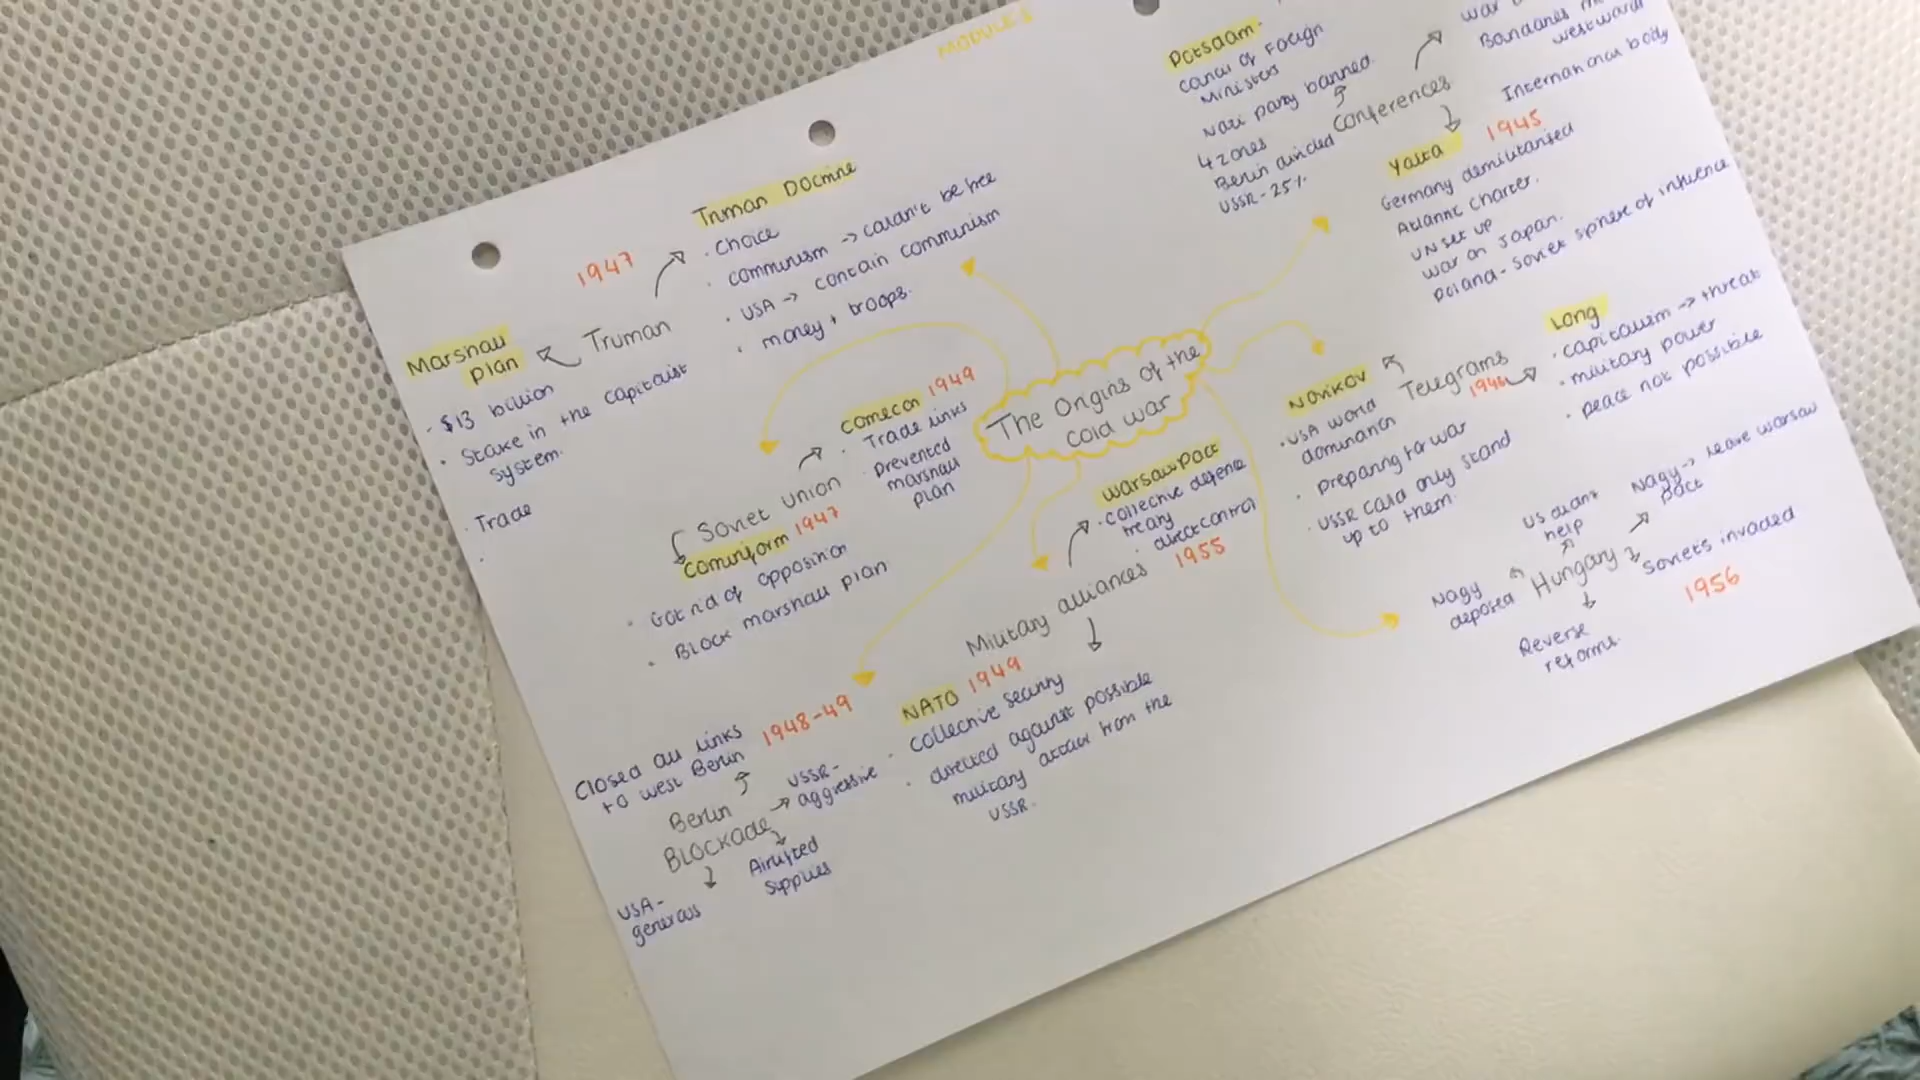 MODULE 5
The Origins of the
cold war
Truman Doctrine
1947
. Choice
. communism -> couldn't be free
. USA -> contain communism
. money + troops.
Truman
Marshall
Plan
- $13 billion
. Stake in the capitalist
system.
. Trade
.
comecon 1949
. Trade links
. prevented
marshall
plan
Soviet Union
cominform 1947
. Got rid of opposition
. Block marshall plan
1948-49
Closed all links
to west Berlin
Berlin
BLOCKADE
USSR-
aggressive
Airlifted
supplies
USA-
generous
Warsaw Pact
. collective defence
treaty
. direct control
1955
Military alliances
NATO 1949
. collective security
. directed against possible
military attack from the
USSR.
Potsdam-
Council of Foreign
Ministers
Nazi party banned.
4 zones
Berlin divided
USSR-25%
Conferences
war
Boundaries
westward
International body
Yalta 1945
Germany demilitarised
Atlantic Charter.
UN set up
war on Japan.
Poland-Soviet sphere of influence
Telegrams
1946
Novikov
. USA world
dominance
. preparing for war
. USSR could only stand
up to them.
Long
. capitalism -> threat
. military power
. peace not possible
Hungary
US didn't
help
Nagy-> leave warsaw
pact
Soviets invaded
1956
Nagy
deposed
Reverse
reforms.